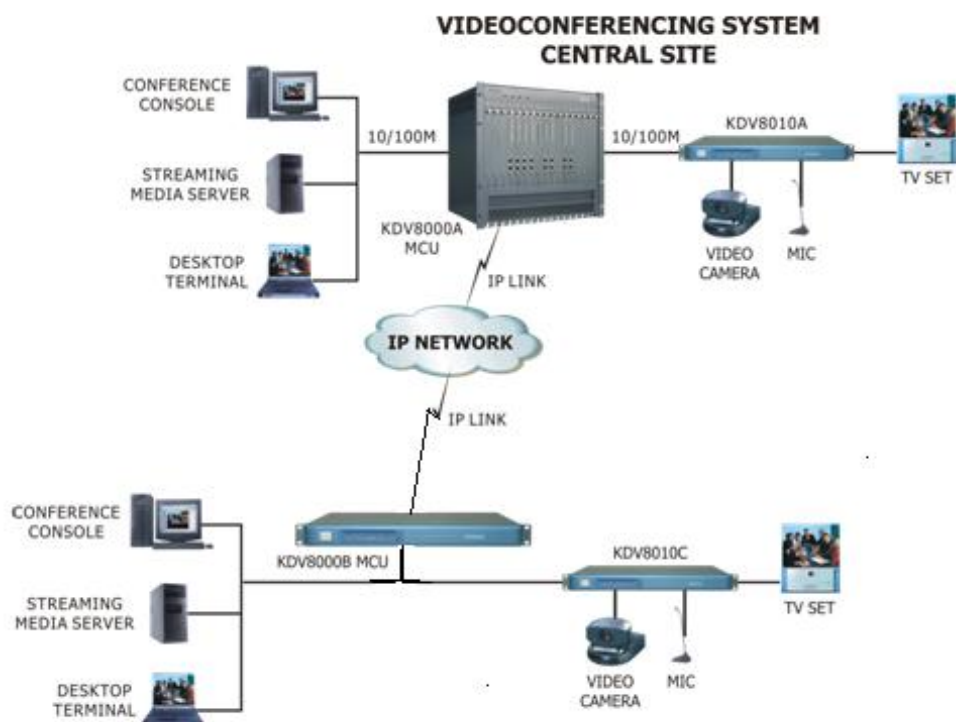 VIDEOCONFERENCING SYSTEM
CENTRAL SITE
CONFERENCE
CONSOLE
10/100M
10/100M
KDV8010A
STREAMING
MEDIA SERVER
TV SET
KDV8000A
MCU
VIDEO
CAMERA
MIC
DESKTOP
TERMINAL
IP LINK
IP NETWORK
IP LINK
CONFERENCE
CONSOLE
KDV8000B MCU
KDV8010C
STREAMING
MEDIA SERVER
TV SET
VIDEO
CAMERA
MIC
DESKTOP
TERMINAL